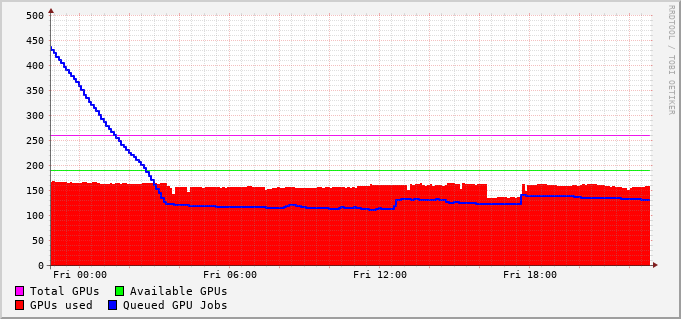 500
450
400
350
300
250
200
150
100
50
0
Fri 00:00 Fri 06:00 Fri 12:00 Fri 18:00
Total GPUs Available GPUs
GPUs used Queued GPU Jobs
RRDTOOL / TOBI OETIKER